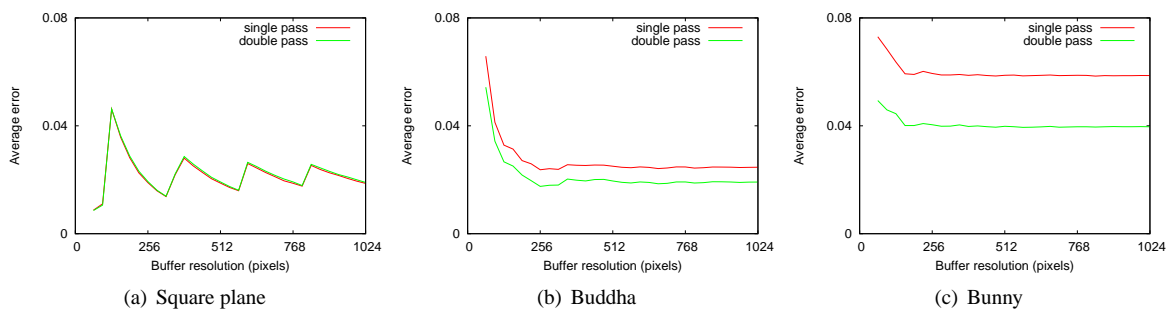 0.08
single pass
double pass
Average error
0.04
0
0 256 512 768 1024
Buffer resolution (pixels)
(a) Square plane
0.08
single pass
double pass
Average error
0.04
0
0 256 512 768 1024
Buffer resolution (pixels)
(b) Buddha
0.08
single pass
double pass
Average error
0.04
0
0 256 512 768 1024
Buffer resolution (pixels)
(c) Bunny